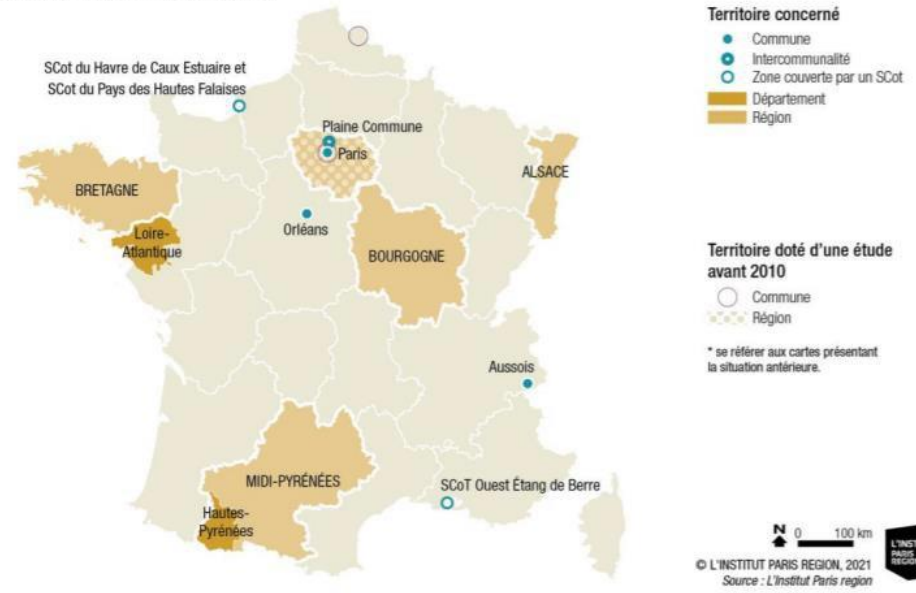 SCot du Havre de Caux Estuaire et
SCot du Pays des Hautes Falaises
Plaine Commune
Paris
ALSACE
BRETAGNE
Loire-
Atlantique
Orléans
BOURGOGNE
Aussois
MIDI-PYRÉNÉES
SCoT Ouest Étang de Berre
Hautes-
Pyrénées
Territoire concerné
Commune
Intercommunalité
Zone couverte par un SCot
Département
Région
Territoire doté d'une étude
avant 2010
Commune
Région
* se référer aux cartes présentant
la situation antérieure.
N 0 100 km
© L'INSTITUT PARIS REGION, 2021
Source : L'Institut Paris region
PARIS